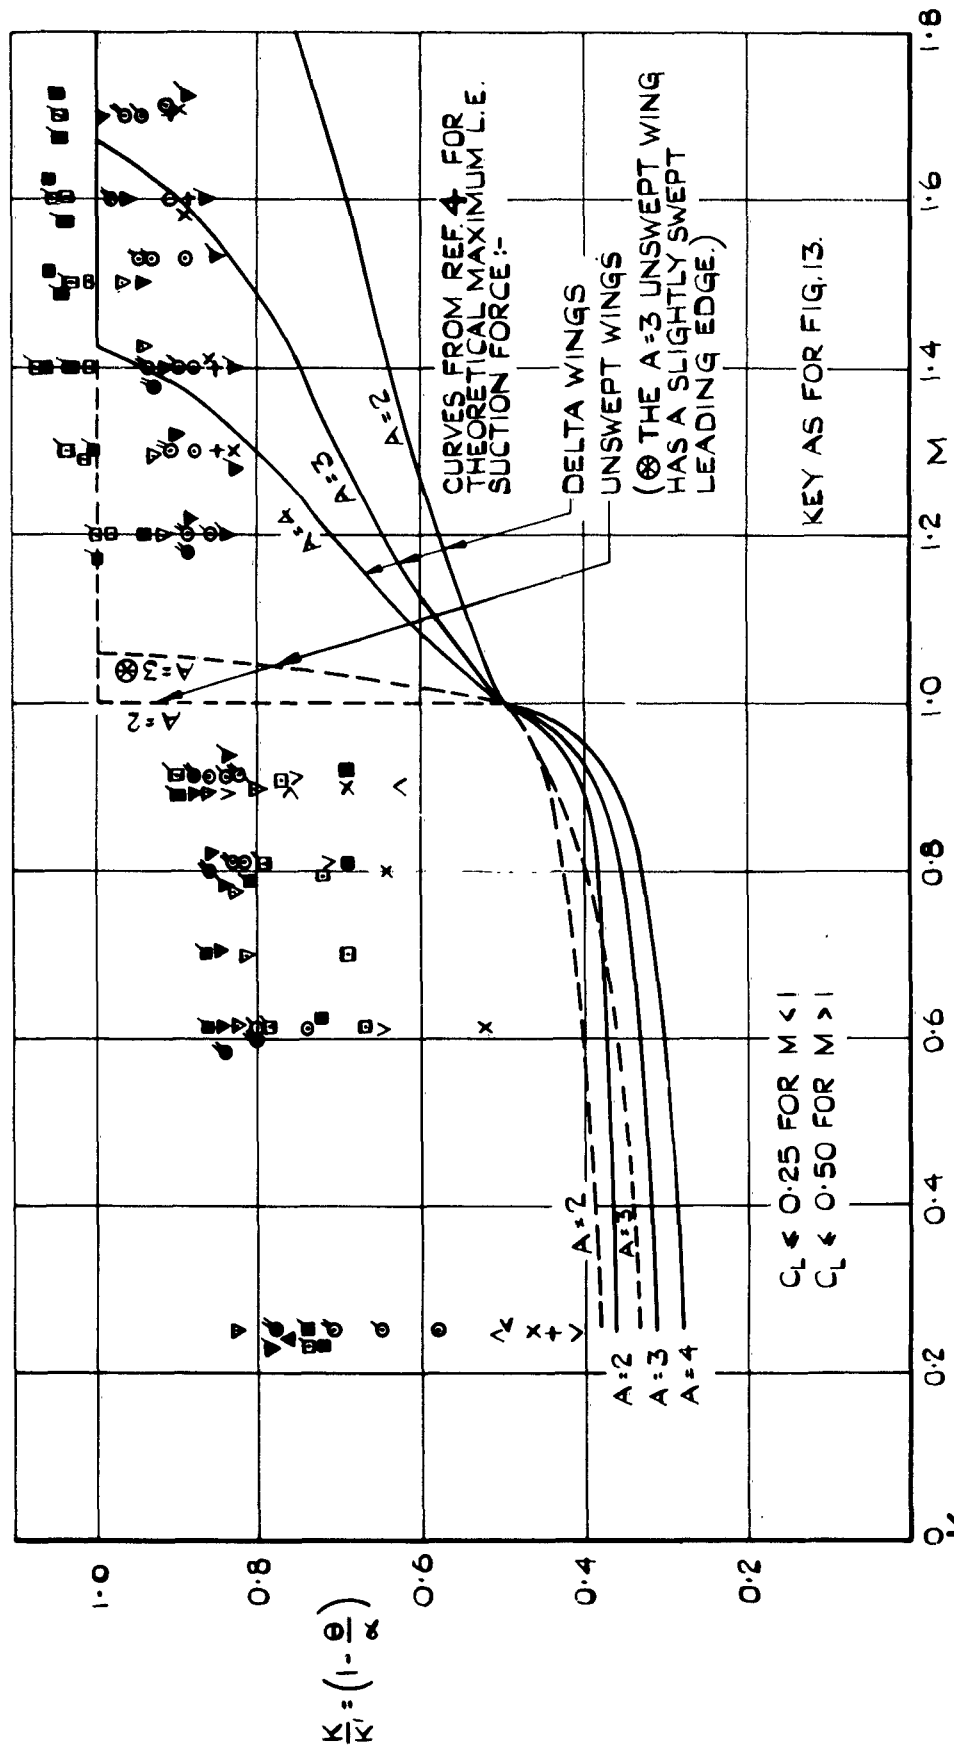 K/K' = (1 - θ/α)
1.0
0.8
0.6
0.4
0.2
0
0.2
0.4
0.6
0.8
1.0
1.2
1.4
1.6
1.8
M
A=2
A=3
A=4
A=2
A=3
A=2
A=3 ⊛
A=4
A=3
A=2
CURVES FROM REF. 4 FOR
THEORETICAL MAXIMUM L.E.
SUCTION FORCE:-
DELTA WINGS
UNSWEPT WINGS
(⊛ THE A=3 UNSWEPT WING
HAS A SLIGHTLY SWEPT
LEADING EDGE.)
KEY AS FOR FIG.13.
C_L ≤ 0.25 FOR M < 1
C_L ≤ 0.50 FOR M > 1